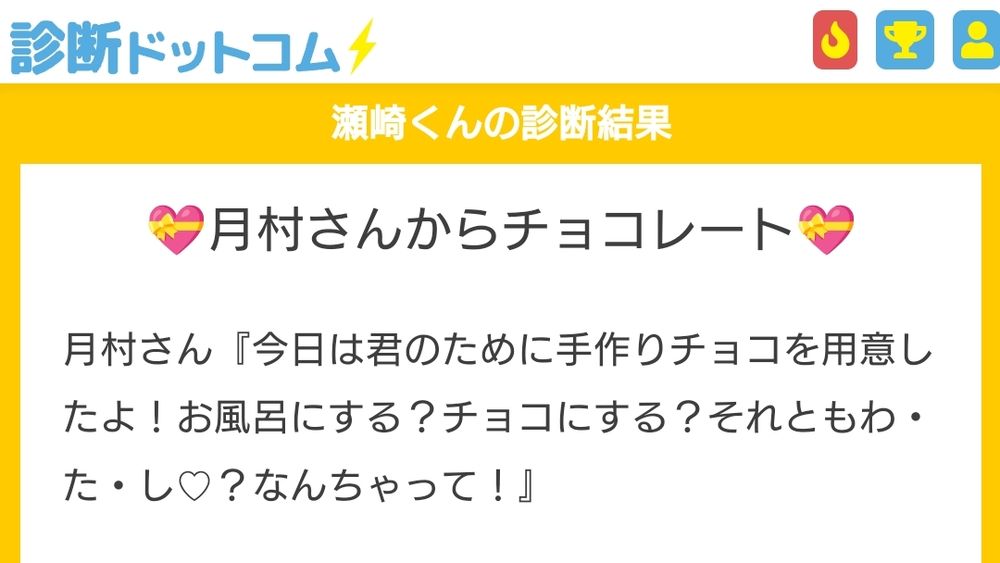 診断ドットコム
瀬崎くんの診断結果
💝月村さんからチョコレート💝
月村さん『今日は君のために手作りチョコを用意し
たよ！お風呂にする？チョコにする？それともわ・
た・し♡？なんちゃって！』